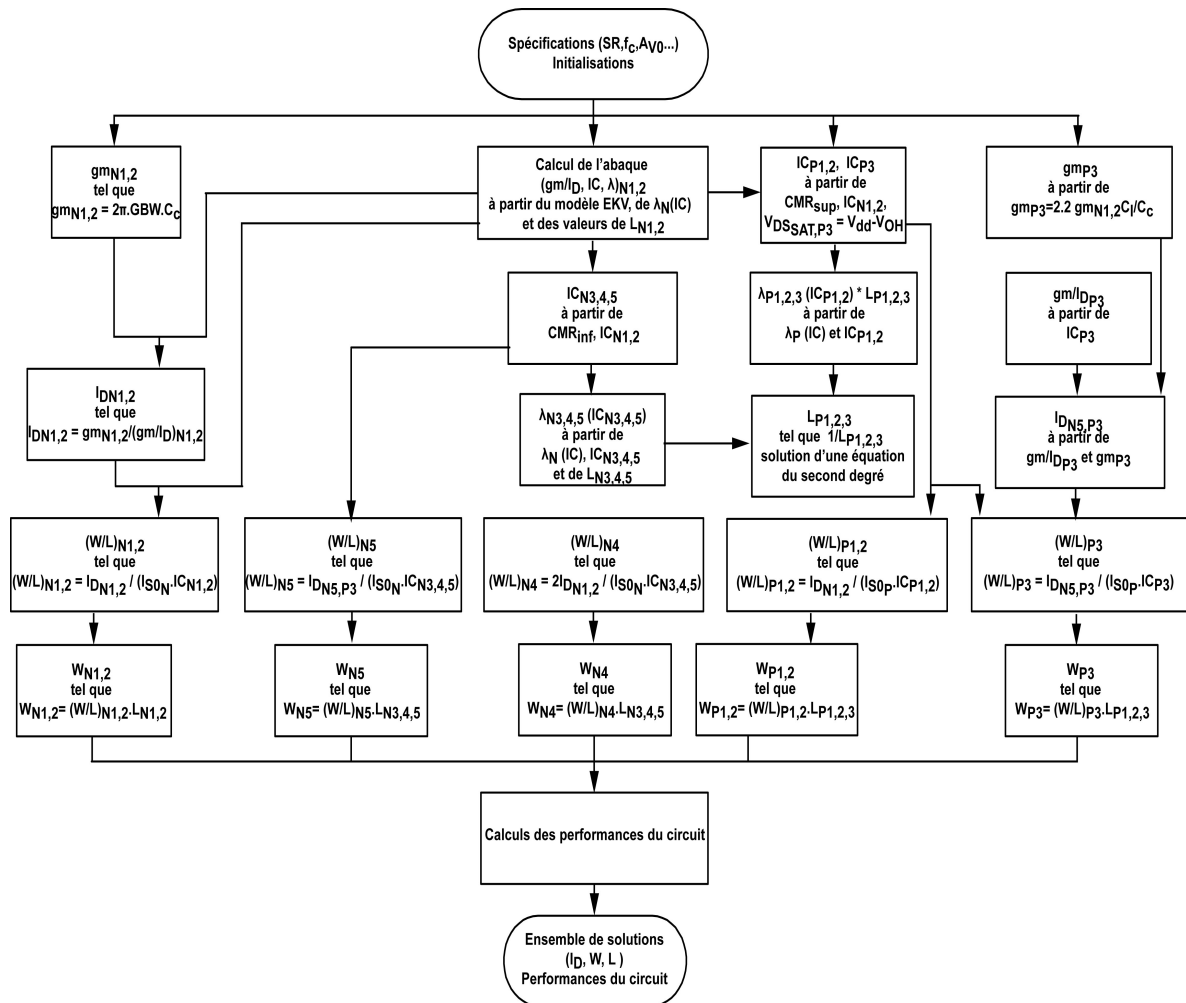 Spécifications (SR,fc,AV0...)
Initialisations
gmN1,2
tel que
gmN1,2 = 2π.GBW.Cc
Calcul de l'abaque
(gm/ID, IC, λ)N1,2
à partir du modèle EKV, de λN(IC)
et des valeurs de LN1,2
ICP1,2, ICP3
à partir de
CMRsup, ICN1,2,
VDSSAT,P3 = Vdd-VOH
gmP3
à partir de
gmP3=2.2 gmN1,2Cl/Cc
ICN3,4,5
à partir de
CMRinf, ICN1,2
λP1,2,3 (ICP1,2) * LP1,2,3
à partir de
λP (IC) et ICP1,2
gm/IDP3
à partir de
ICP3
IDN1,2
tel que
IDN1,2 = gmN1,2/(gm/ID)N1,2
λN3,4,5 (ICN3,4,5)
à partir de
λN (IC), ICN3,4,5
et de LN3,4,5
LP1,2,3
tel que 1/LP1,2,3
solution d'une équation
du second degré
IDN5,P3
à partir de
gm/IDP3 et gmP3
(W/L)N1,2
tel que
(W/L)N1,2 = IDN1,2 / (IS0N.ICN1,2)
(W/L)N5
tel que
(W/L)N5 = IDN5,P3 / (IS0N.ICN3,4,5)
(W/L)N4
tel que
(W/L)N4 = 2IDN1,2 / (IS0N.ICN3,4,5)
(W/L)P1,2
tel que
(W/L)P1,2 = IDN1,2 / (IS0P.ICP1,2)
(W/L)P3
tel que
(W/L)P3 = IDN5,P3 / (IS0P.ICP3)
WN1,2
tel que
WN1,2= (W/L)N1,2.LN1,2
WN5
tel que
WN5= (W/L)N5.LN3,4,5
WN4
tel que
WN4= (W/L)N4.LN3,4,5
WP1,2
tel que
WP1,2= (W/L)P1,2.LP1,2,3
WP3
tel que
WP3= (W/L)P3.LP1,2,3
Calculs des performances du circuit
Ensemble de solutions
(ID, W, L )
Performances du circuit